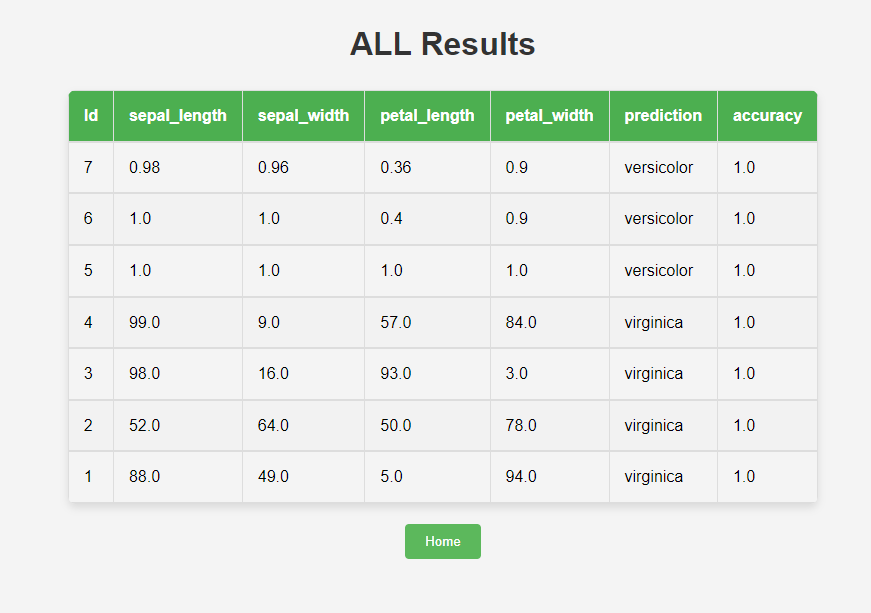 ALL Results
Id sepal_length sepal_width petal_length petal_width prediction accuracy
7 0.98 0.96 0.36 0.9 versicolor 1.0
6 1.0 1.0 0.4 0.9 versicolor 1.0
5 1.0 1.0 1.0 1.0 versicolor 1.0
4 99.0 9.0 57.0 84.0 virginica 1.0
3 98.0 16.0 93.0 3.0 virginica 1.0
2 52.0 64.0 50.0 78.0 virginica 1.0
1 88.0 49.0 5.0 94.0 virginica 1.0
Home